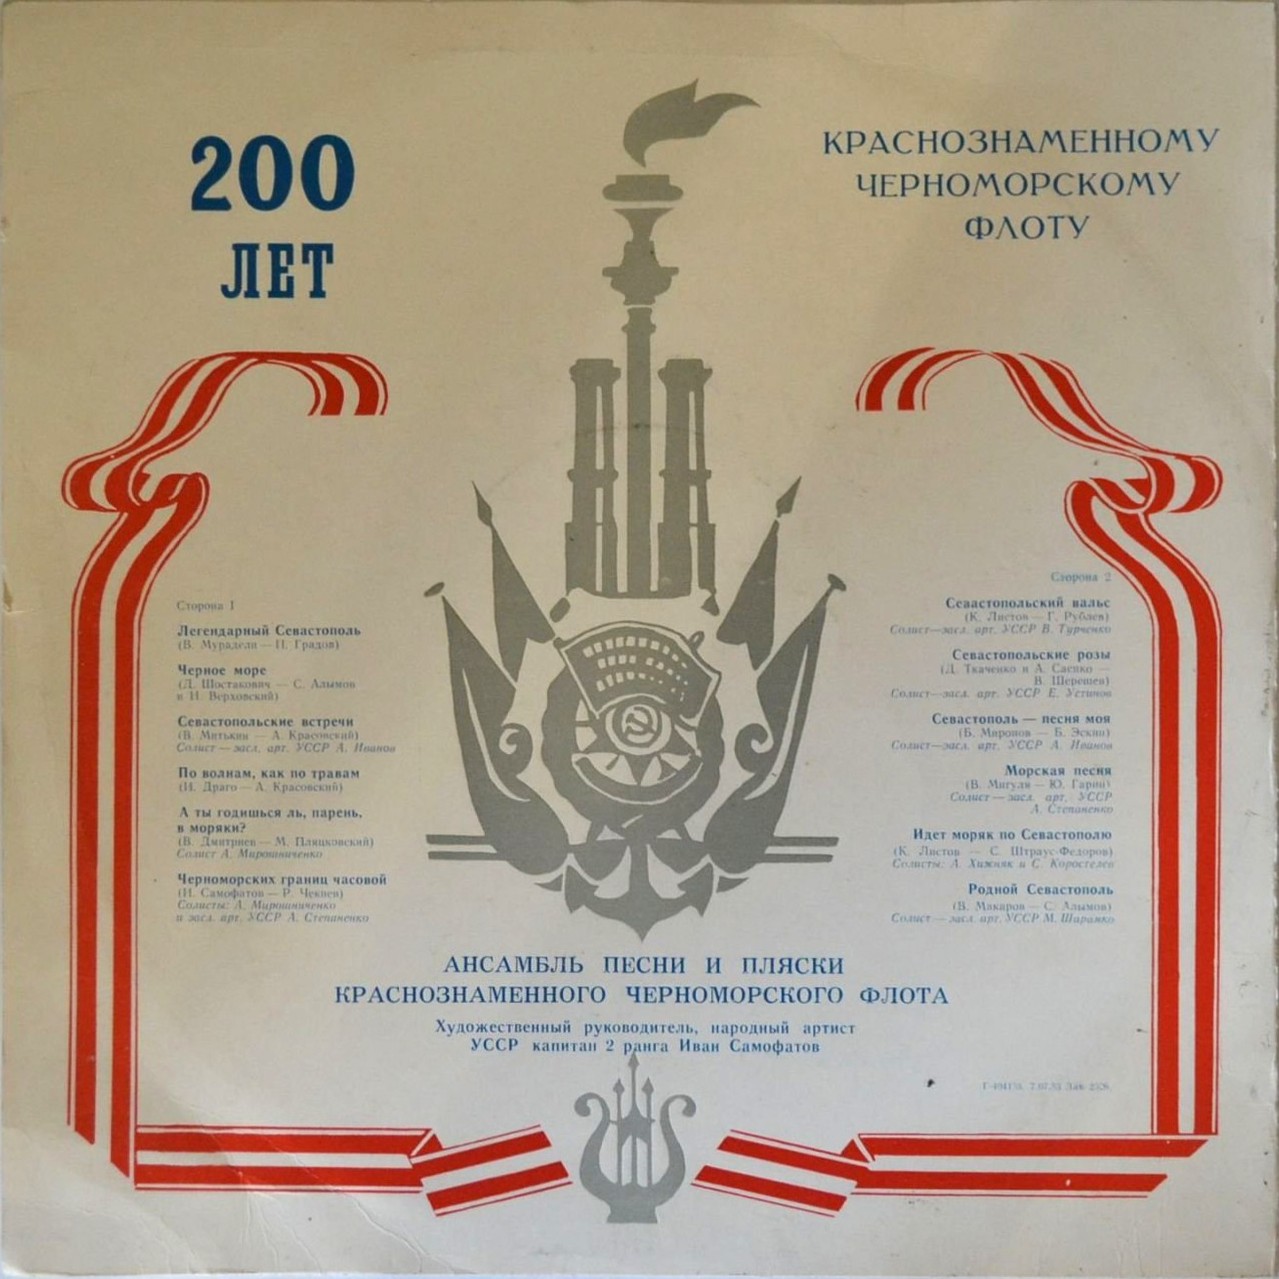 200
ЛЕТ
КРАСНОЗНАМЕННОМУ
ЧЕРНОМОРСКОМУ
ФЛОТУ
Сторона 1
Легендарный Севастополь
(В. Мурадели — П. Градов)
Черное море
(Д. Шостакович — С. Алымов
и Н. Верховский)
Севастопольские встречи
(В. Митькин — А. Красовский)
Солист — засл. арт. УССР А. Иванов
По волнам, как по травам
(И. Драго — А. Красовский)
А ты годишься ль, парень,
в моряки?
(В. Дмитриев — М. Пляцковский)
Солист А. Мирошниченко
Черноморских границ часовой
(И. Самофатов — Р. Чекнев)
Солисты: А. Мирошниченко
и засл. арт. УССР А. Степаненко
Сторона 2
Севастопольский вальс
(К. Листов — Г. Рублев)
Солист—засл. арт. УССР В. Турченко
Севастопольские розы
(Д. Ткаченко и А. Саенко —
В. Шерешев)
Солист—засл. арт. УССР Е. Устинов
Севастополь — песня моя
(Б. Миронов — Б. Эскин)
Солист—засл. арт. УССР А. Иванов
Морская песня
(В. Мигуля — Ю. Гарин)
Солист—засл. арт. УССР
А. Степаненко
Идет моряк по Севастополю
(К. Листов — С. Штраус-Федоров)
Солисты: А. Хижняк и С. Коростелев
Родной Севастополь
(В. Макаров — С. Алымов)
Солист — засл. арт. УССР М. Шарамко
АНСАМБЛЬ ПЕСНИ И ПЛЯСКИ
КРАСНОЗНАМЕННОГО ЧЕРНОМОРСКОГО ФЛОТА
Художественный руководитель, народный артист
УССР капитан 2 ранга Иван Самофатов